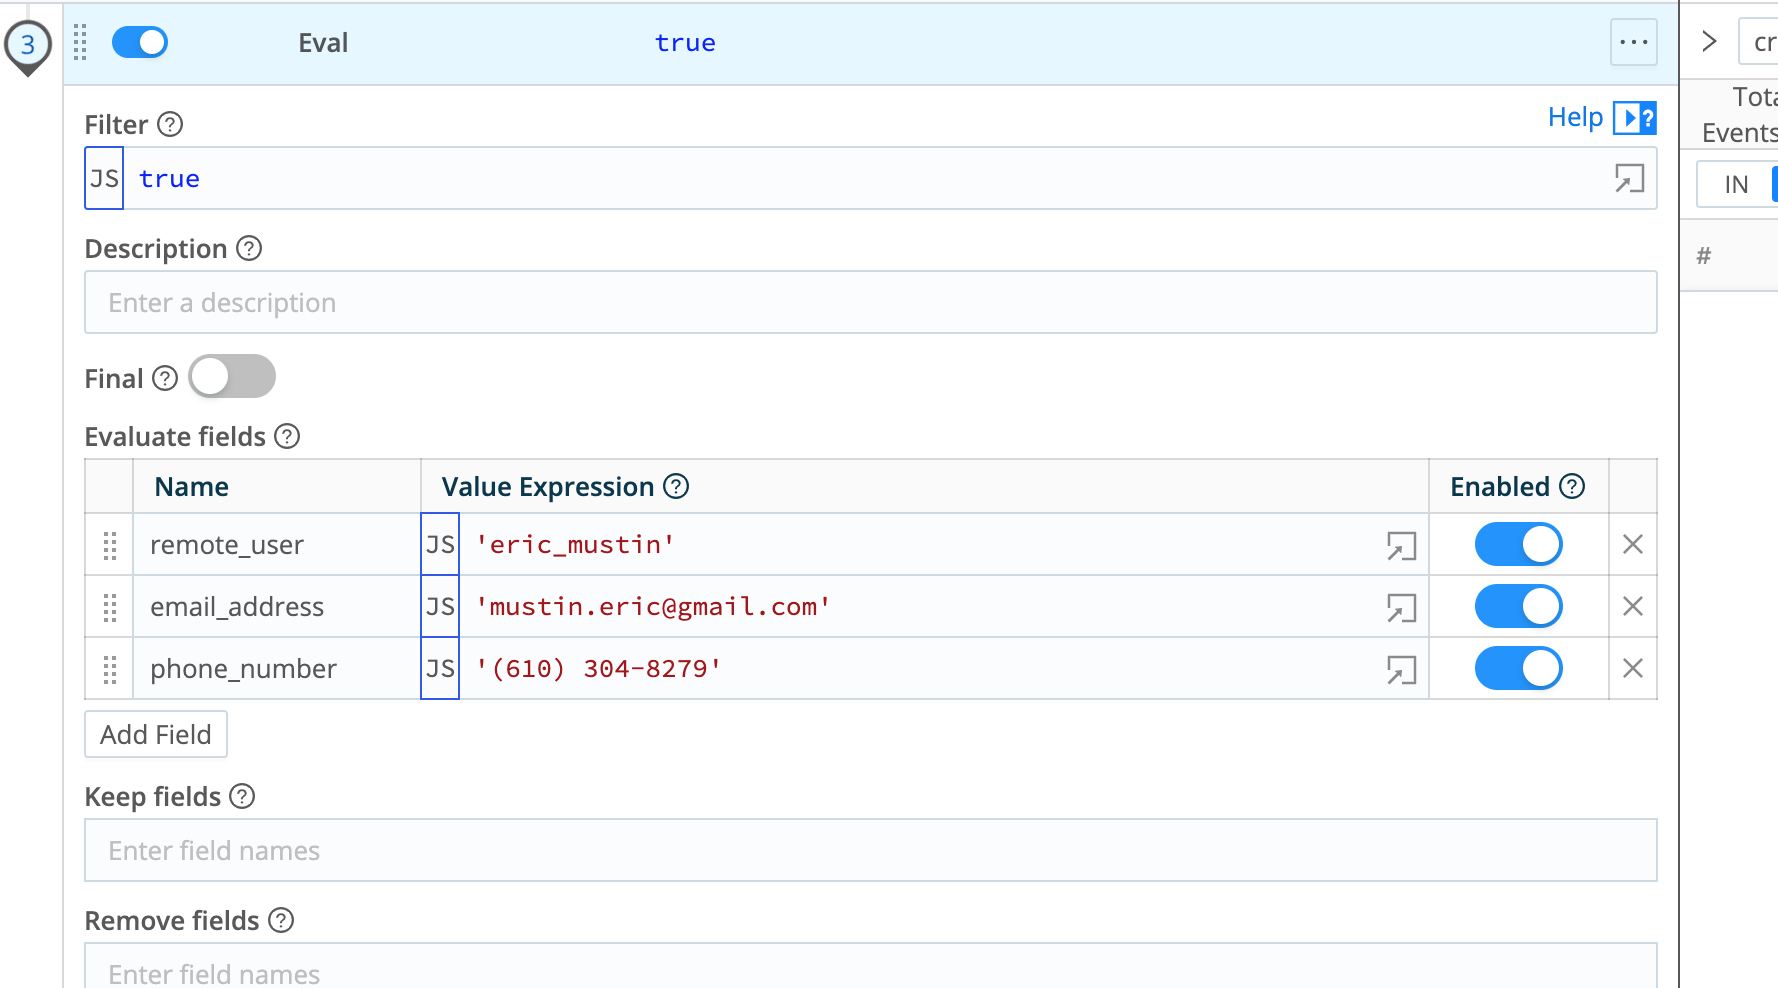 3
Eval
true
...
cr
Filter ?
Help ?
Tota
Events
JS true
IN
Description ?
#
Enter a description
Final ?
Evaluate fields ?
Name Value Expression ? Enabled ?
remote_user JS 'eric_mustin'
email_address JS 'mustin.eric@gmail.com'
phone_number JS '(610) 304-8279'
Add Field
Keep fields ?
Enter field names
Remove fields ?
Enter field names